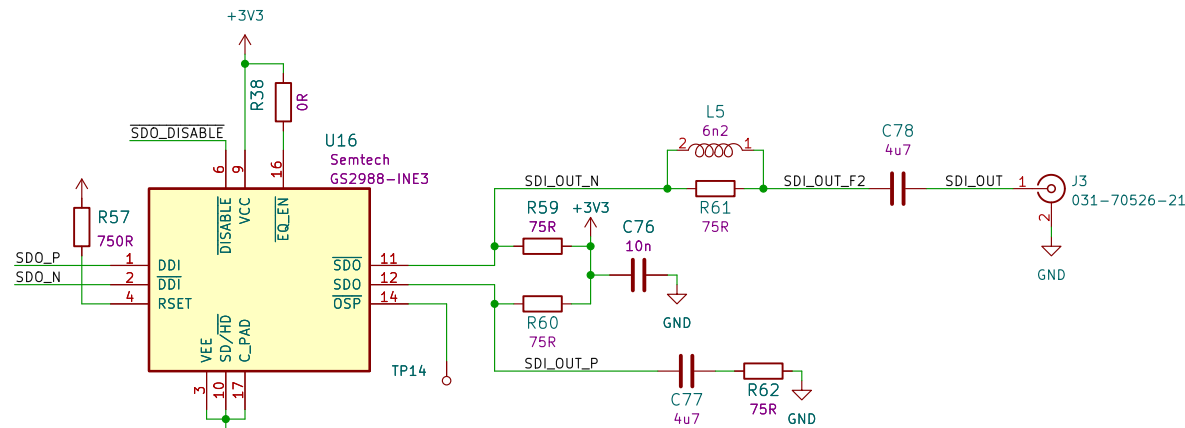 +3V3
R38
0R
SDO_DISABLE
6
9
16
U16
Semtech
GS2988-INE3
L5
2
6n2
1
C78
4u7
R57
750R
DISABLE
VCC
EQ_EN
SDI_OUT_N
R61
75R
SDI_OUT_F2
SDI_OUT
1
J3
031-70526-21
2
GND
R59
75R
+3V3
C76
10n
GND
SDO_P
1
DDI
SDO
11
SDO_N
2
DDI
SDO
12
4
RSET
OSP
14
R60
75R
VEE
SD/HD
C_PAD
TP14
SDI_OUT_P
C77
4u7
R62
75R
GND
3
10
17